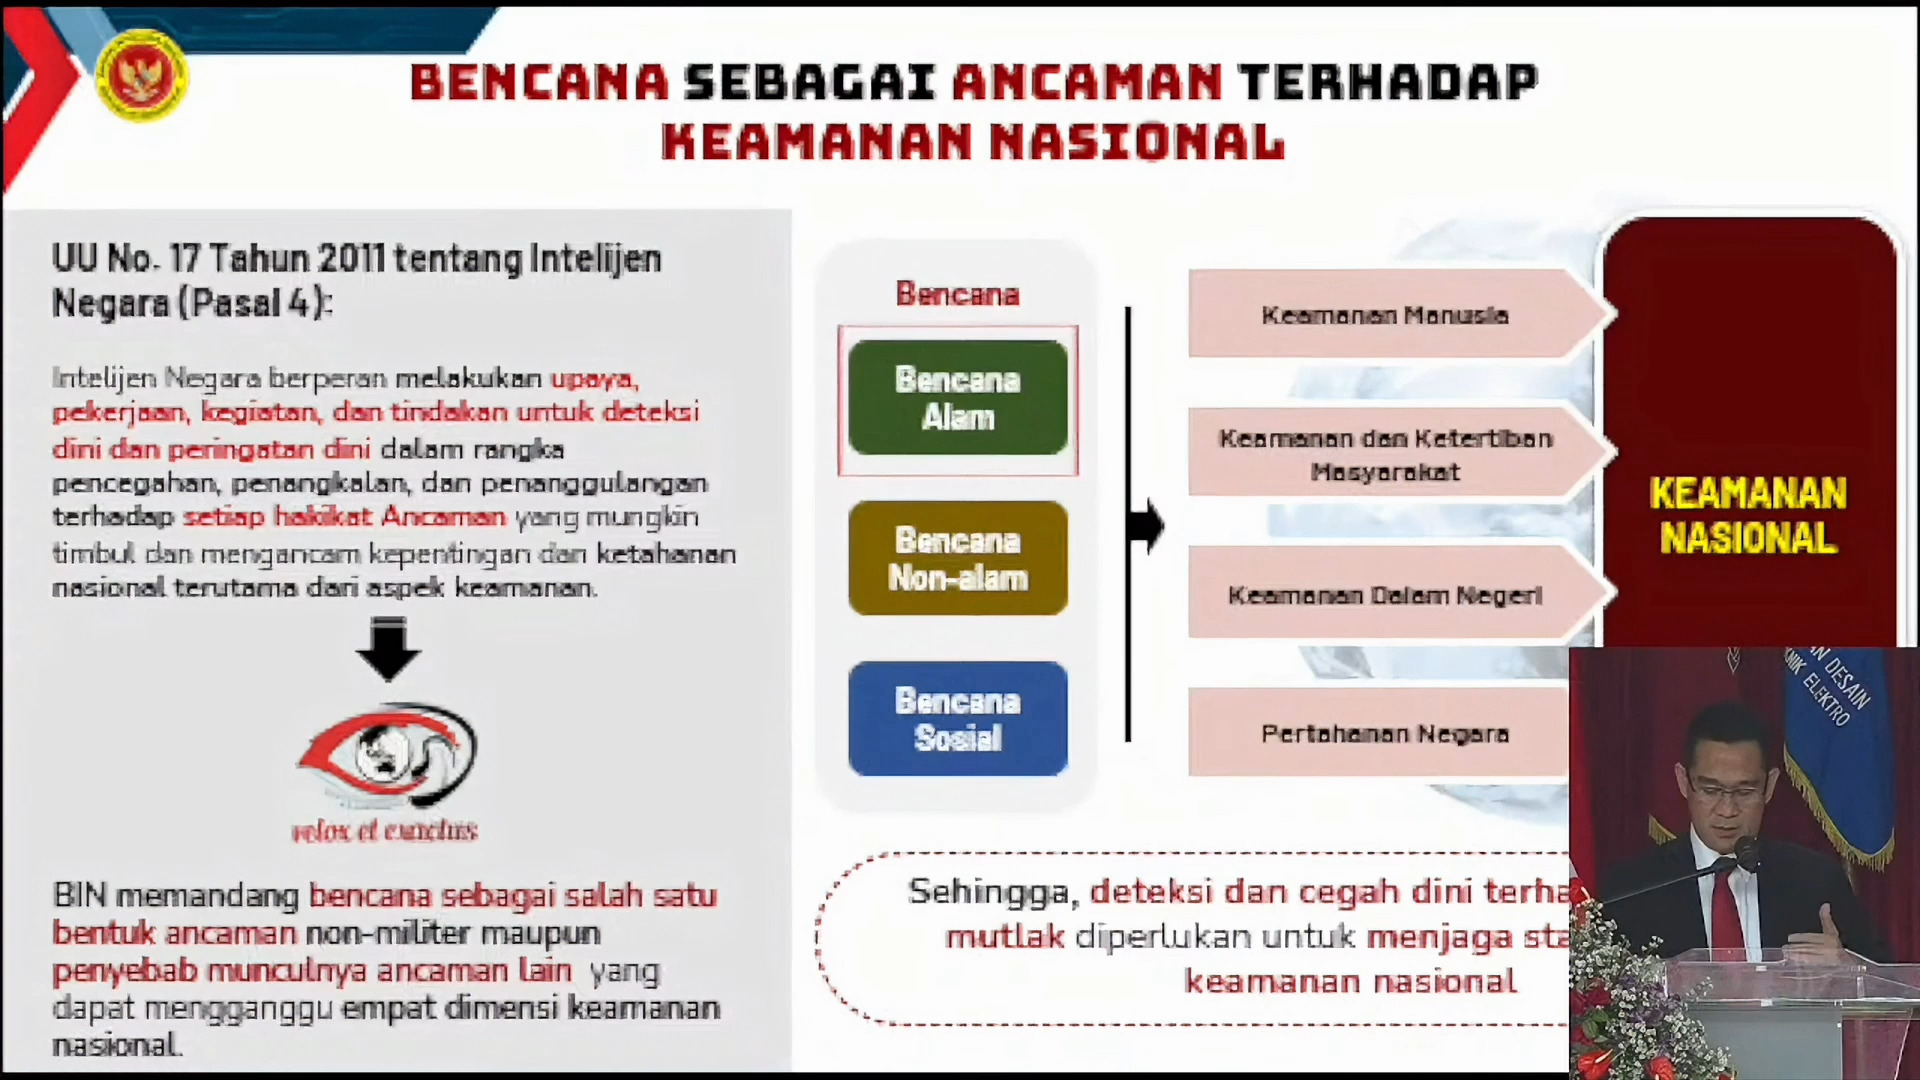 BENCANA SEBAGAI ANCAMAN TERHADAP
KEAMANAN NASIONAL
UU No. 17 Tahun 2011 tentang Intelijen
Negara (Pasal 4):
Intelijen Negara berperan melakukan upaya,
pekerjaan, kegiatan, dan tindakan untuk deteksi
dini dan peringatan dini dalam rangka
pencegahan, penangkalan, dan penanggulangan
terhadap setiap hakikat Ancaman yang mungkin
timbul dan mengancam kepentingan dan ketahanan
nasional terutama dari aspek keamanan.
velox et exactus
BIN memandang bencana sebagai salah satu
bentuk ancaman non-militer maupun
penyebab munculnya ancaman lain yang
dapat mengganggu empat dimensi keamanan
nasional.
Bencana
Bencana
Alam
Bencana
Non-alam
Bencana
Sosial
Keamanan Manusia
Keamanan dan Ketertiban
Masyarakat
Keamanan Dalam Negeri
Pertahanan Negara
KEAMANAN
NASIONAL
Sehingga, deteksi dan cegah dini terha
mutlak diperlukan untuk menjaga sta
keamanan nasional
AN DESAIN
KNIK ELEKTRO